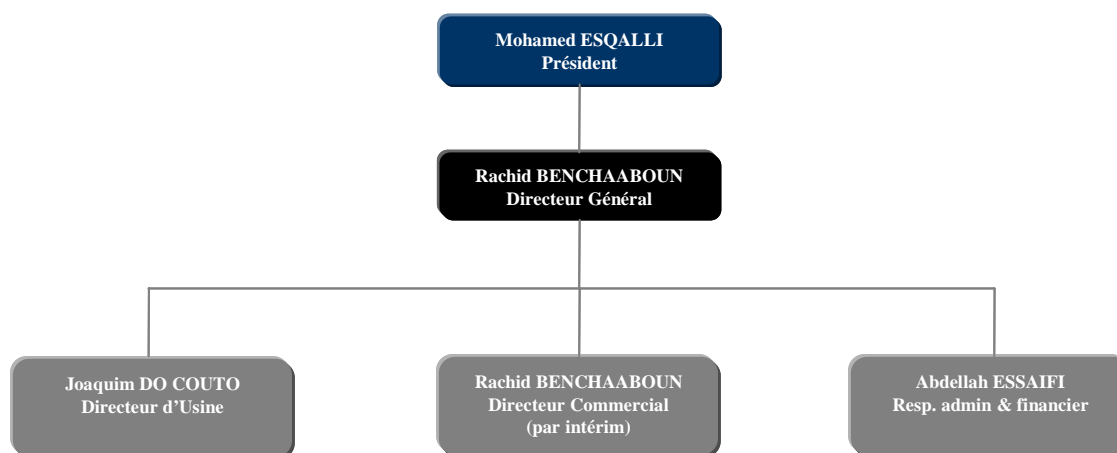 Mohamed ESQALLI
Président
Rachid BENCHAABOUN
Directeur Général
Joaquim DO COUTO
Directeur d’Usine
Rachid BENCHAABOUN
Directeur Commercial
(par intérim)
Abdellah ESSAIFI
Resp. admin & financier